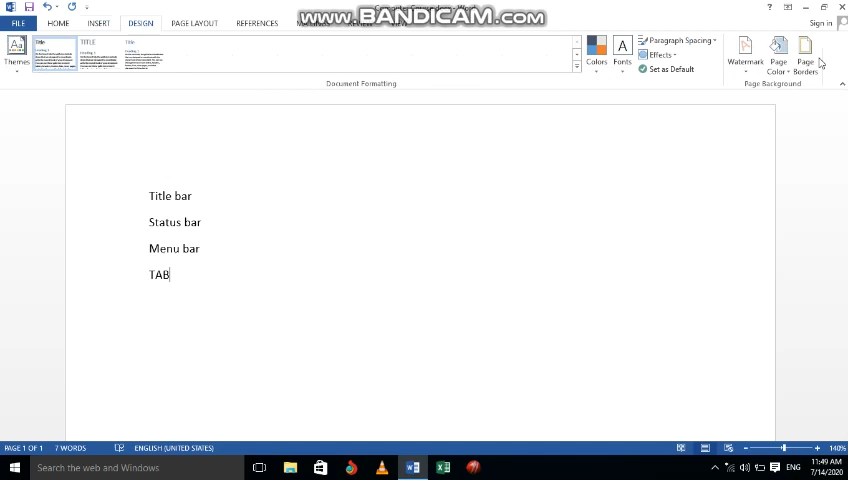 www.BANDICAM.com
Sign in
FILE HOME INSERT DESIGN PAGE LAYOUT REFERENCES
Themes
Title
TITLE
Title
Colors
Fonts
Paragraph Spacing
Effects
Set as Default
Watermark
Page Color
Page Borders
Document Formatting
Page Background
Title bar
Status bar
Menu bar
TAB
PAGE 1 OF 1 7 WORDS ENGLISH (UNITED STATES) 140%
Search the web and Windows
ENG
11:49 AM
7/14/2020